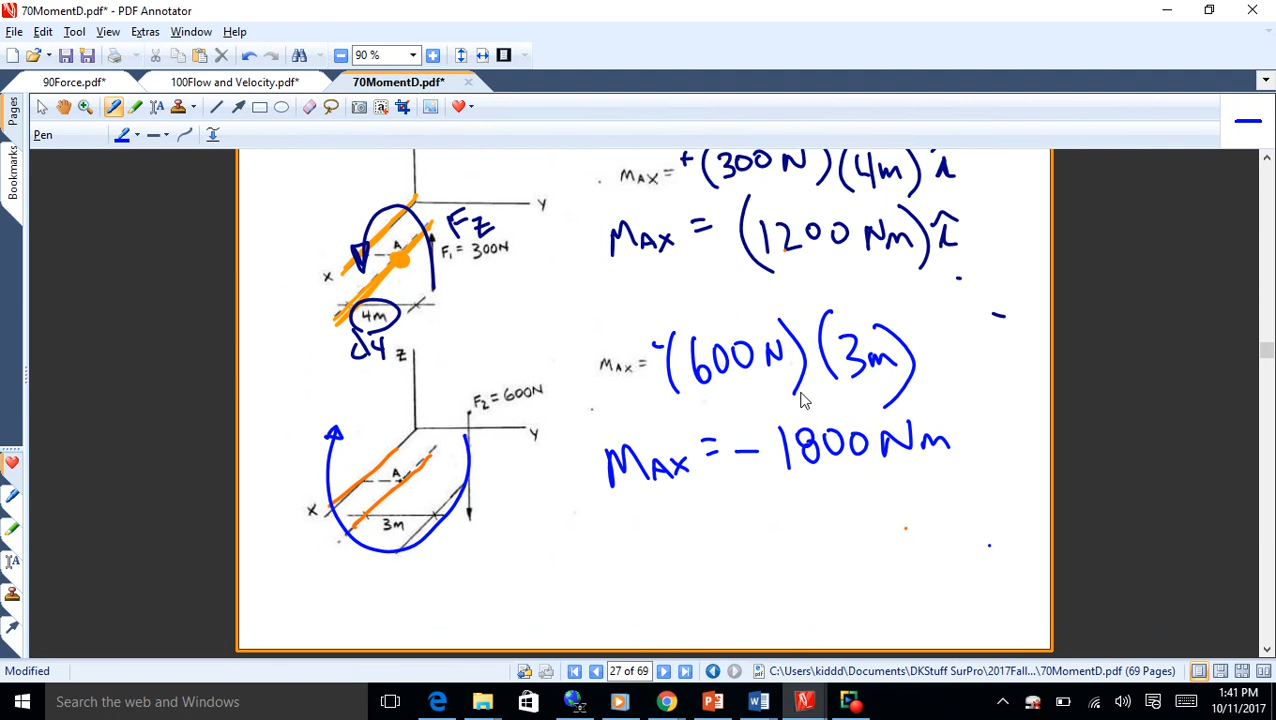 70MomentD.pdf* - PDF Annotator
File Edit Tool Extras Window Help
90 %
90Force.pdf* 100Flow and Velocity.pdf* 70MomentD.pdf*
Pen
Pages
Bookmarks
MAX = +(300N)(4m) î
Y
Fz
A
F1 = 300N
MAX = (1200 Nm) î
X
4m
dy
Z
MAX = -(600N)(3m)
F2 = 600N
Y
MAX = - 1800 Nm
A
X
3m
Modified
27 of 69
C:\Users\kiddd\Documents\DKStuff SurPro\2017Fall...\70MomentD.pdf (69 Pages)
Search the web and Windows
1:41 PM
10/11/2017